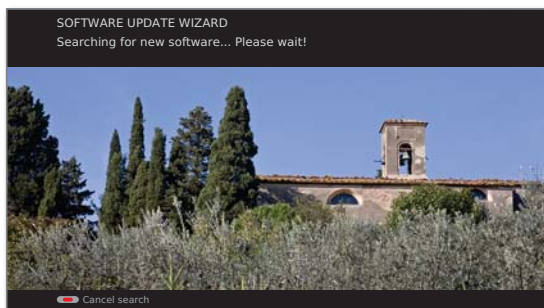 SOFTWARE UPDATE WIZARD
Searching for new software... Please wait!
Cancel search